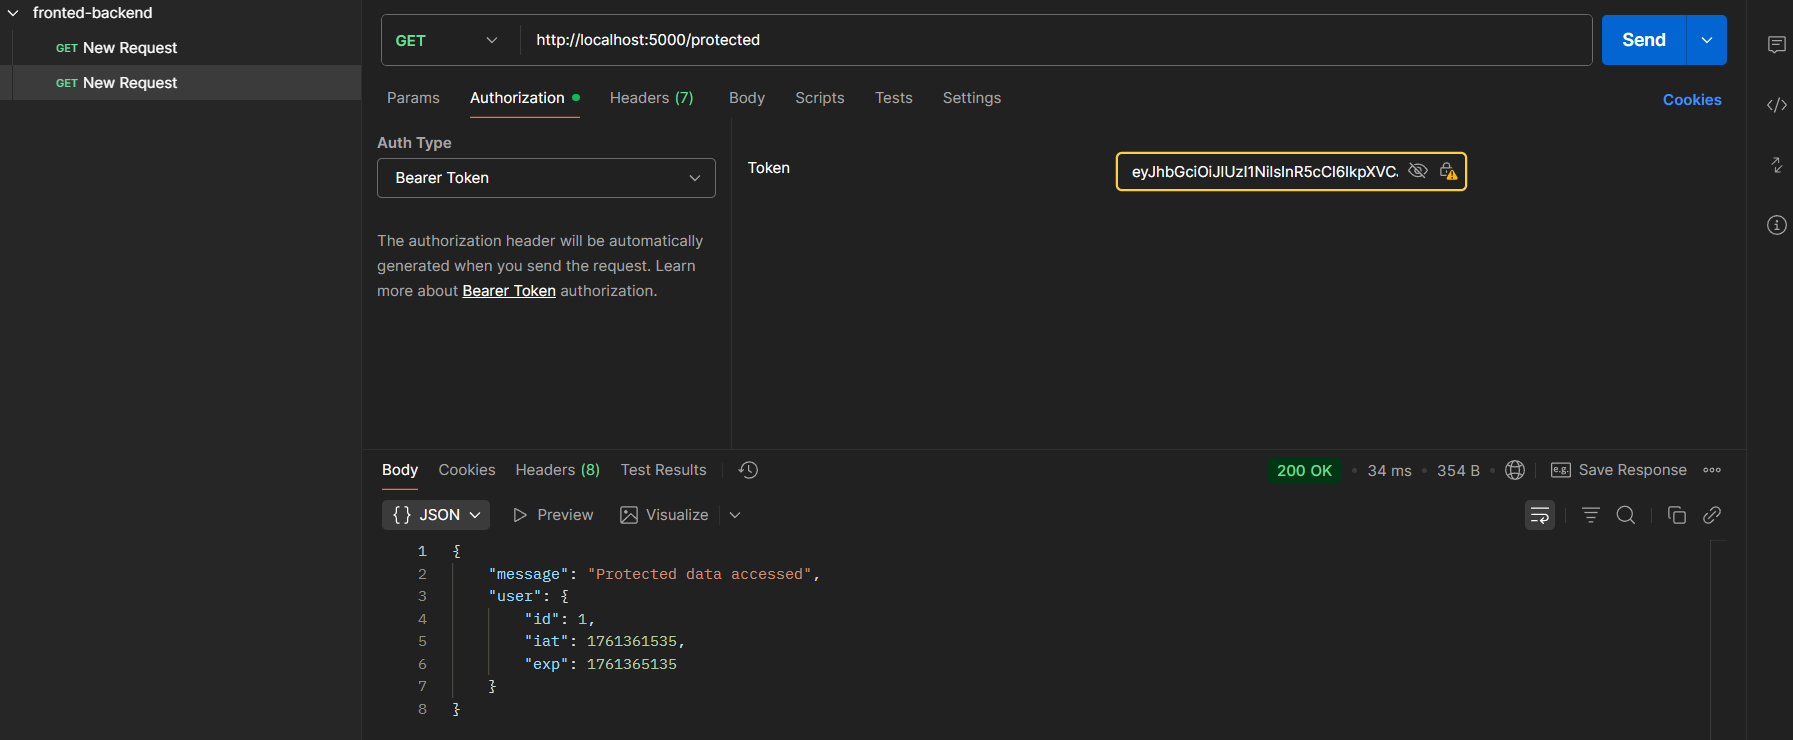 fronted-backend
GET New Request
GET New Request
GET
http://localhost:5000/protected
Send
Params
Authorization
Headers (7)
Body
Scripts
Tests
Settings
Cookies
Auth Type
Bearer Token
The authorization header will be automatically
generated when you send the request. Learn
more about Bearer Token authorization.
Token
eyJhbGciOiJIUzI1NiIsInR5cCI6IkpXVC.
Body
Cookies
Headers (8)
Test Results
200 OK
34 ms
354 B
e.g.
Save Response
{} JSON
Preview
Visualize
1 {
2 "message": "Protected data accessed",
3 "user": {
4 "id": 1,
5 "iat": 1761361535,
6 "exp": 1761365135
7 }
8 }